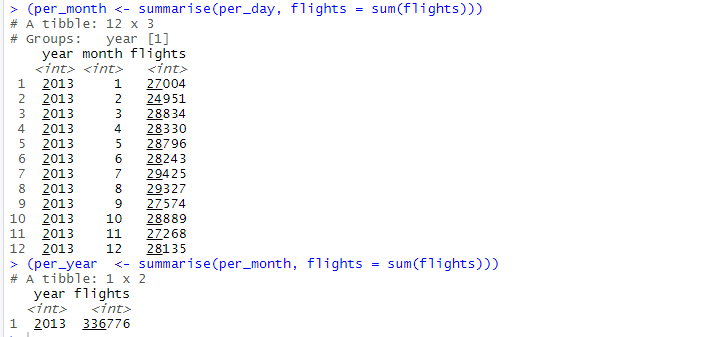 > (per_month <- summarise(per_day, flights = sum(flights)))
# A tibble: 12 x 3
# Groups:   year [1]
    year month flights
   <int> <int>   <int>
 1  2013     1   27004
 2  2013     2   24951
 3  2013     3   28834
 4  2013     4   28330
 5  2013     5   28796
 6  2013     6   28243
 7  2013     7   29425
 8  2013     8   29327
 9  2013     9   27574
10  2013    10   28889
11  2013    11   27268
12  2013    12   28135
> (per_year  <- summarise(per_month, flights = sum(flights)))
# A tibble: 1 x 2
   year flights
  <int>   <int>
1  2013  336776